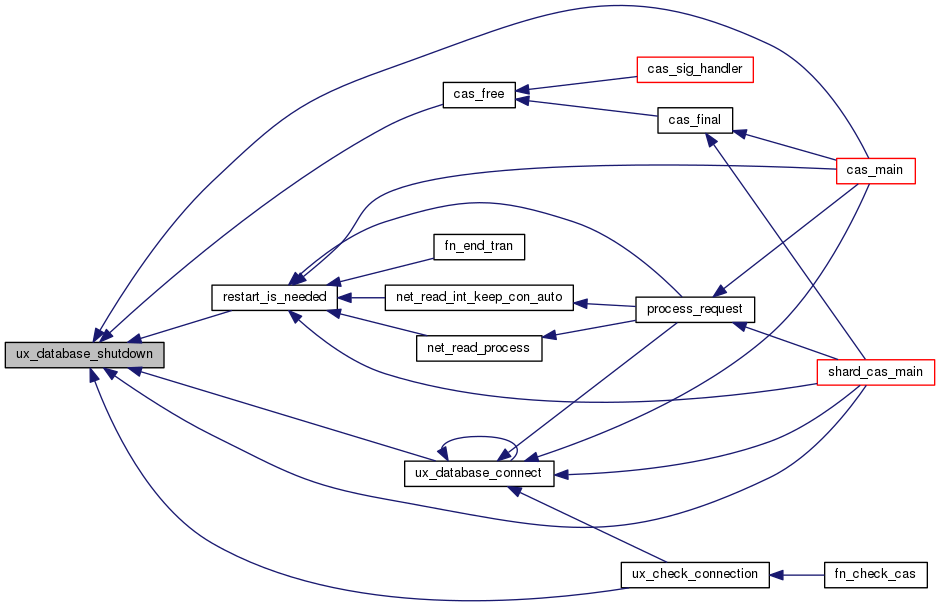 cas_sig_handler
cas_free
cas_final
cas_main
fn_end_tran
restart_is_needed
net_read_int_keep_con_auto
process_request
net_read_process
ux_database_shutdown
shard_cas_main
ux_database_connect
ux_check_connection
fn_check_cas